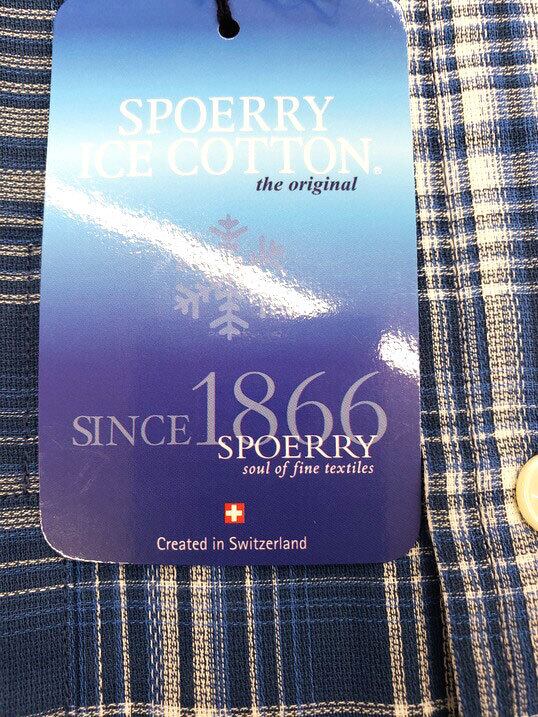 SPOERRY
ICE COTTON®
the original
SINCE 1866
SPOERRY
soul of fine textiles
Created in Switzerland